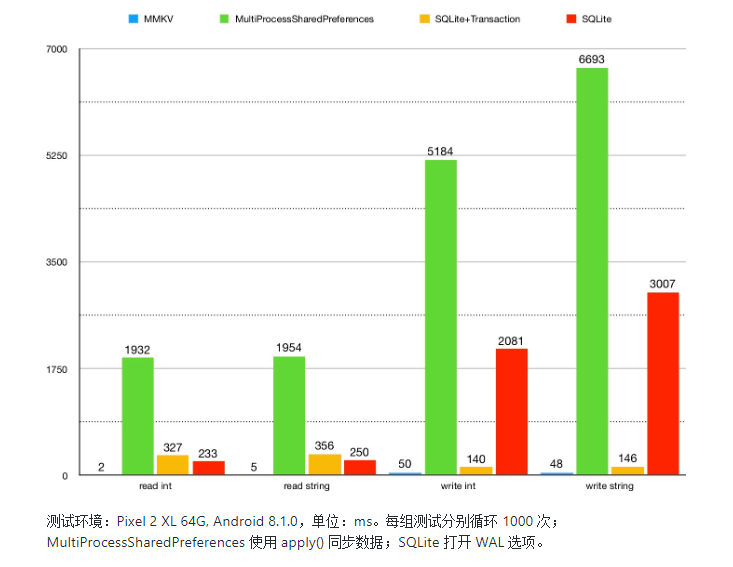 MMKV MultiProcessSharedPreferences SQLite+Transaction SQLite
7000
6693
5250
5184
3500
3007
2081
1932 1954
1750
327 233 356 250
2 5 50 140 48 146
0
read int read string write int write string
测试环境：Pixel 2 XL 64G, Android 8.1.0，单位：ms。每组测试分别循环 1000 次；
MultiProcessSharedPreferences 使用 apply() 同步数据；SQLite 打开 WAL 选项。